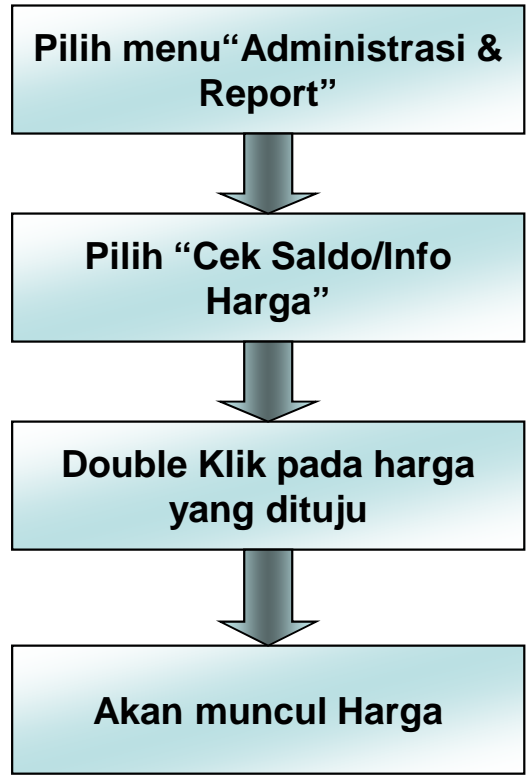 Pilih menu“Administrasi &
Report”
Pilih “Cek Saldo/Info
Harga”
Double Klik pada harga
yang dituju
Akan muncul Harga